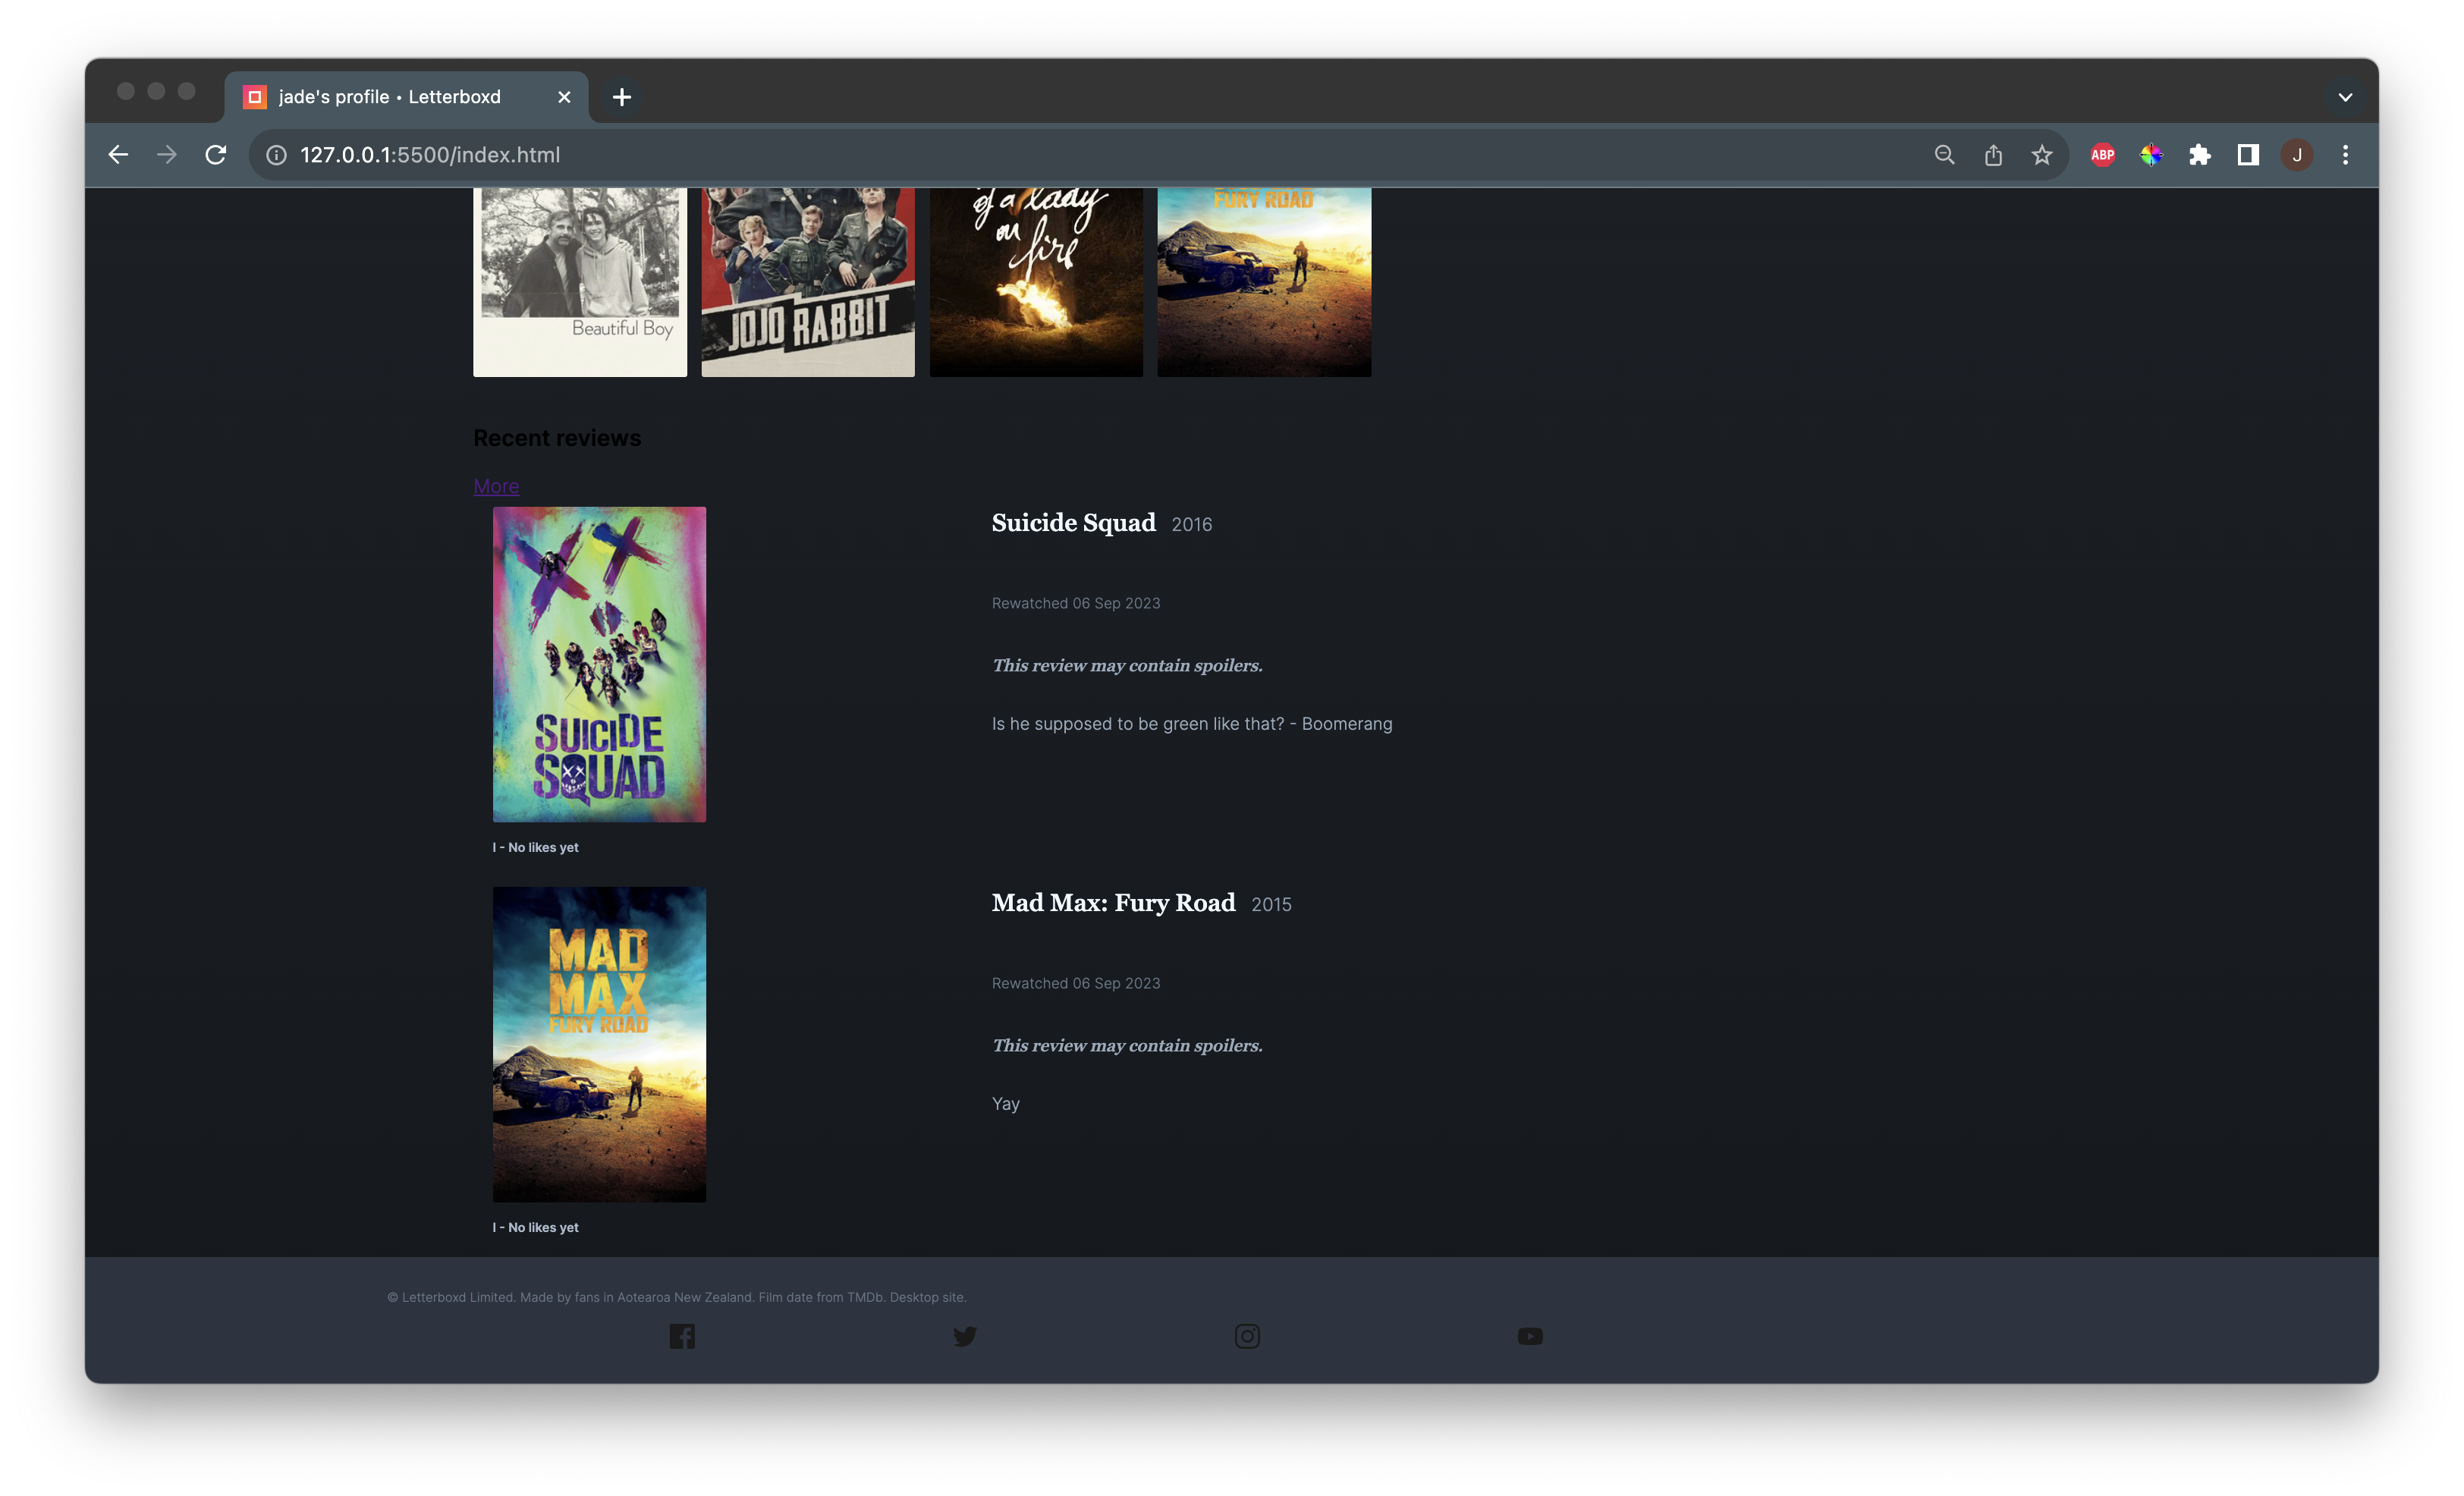 jade's profile • Letterboxd
127.0.0.1:5500/index.html
ABP
J
of a lady
on
fire
FURY ROAD
Beautiful Boy
JOJO RABBIT
Recent reviews
More
Suicide Squad 2016
Rewatched 06 Sep 2023
This review may contain spoilers.
Is he supposed to be green like that? - Boomerang
SUICIDE
SQUAD
I - No likes yet
Mad Max: Fury Road 2015
MAD
MAX
FURY ROAD
Rewatched 06 Sep 2023
This review may contain spoilers.
Yay
I - No likes yet
© Letterboxd Limited. Made by fans in Aotearoa New Zealand. Film date from TMDb. Desktop site.